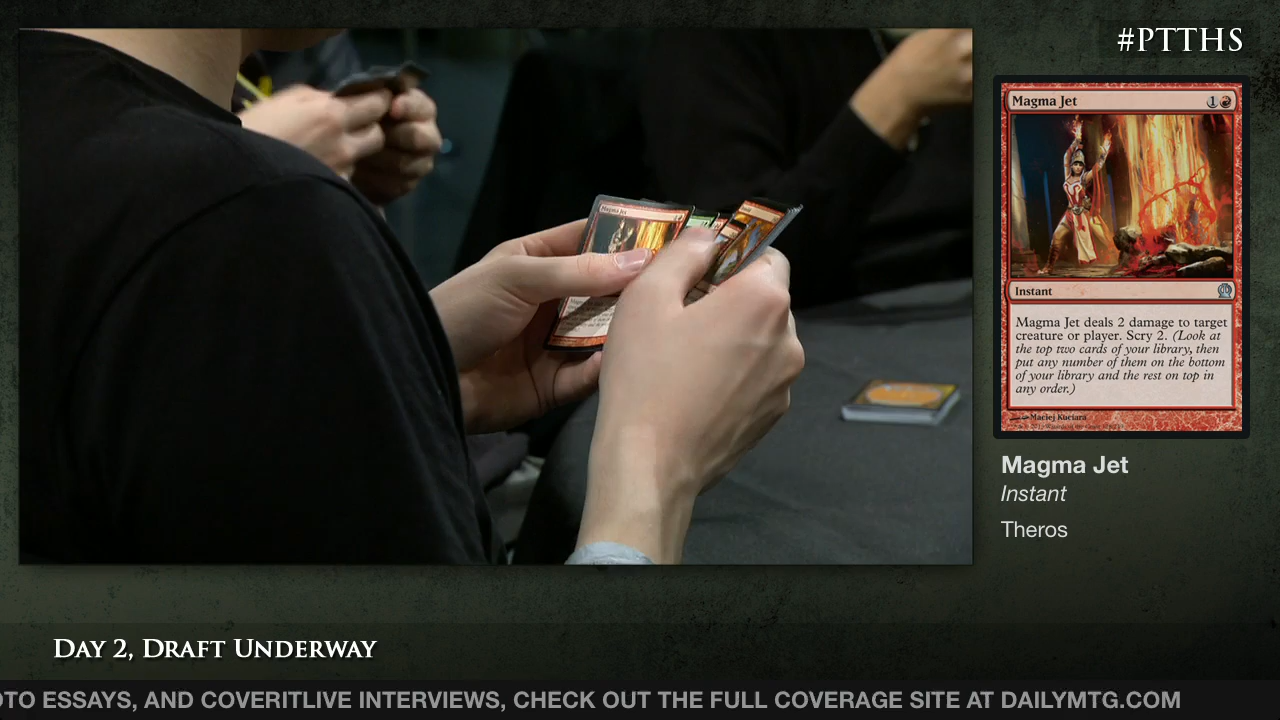 #PTTHS
Magma Jet
1
Instant
Magma Jet deals 2 damage to target
creature or player. Scry 2. (Look at
the top two cards of your library, then
put any number of them on the bottom
of your library and the rest on top in
any order.)
Maciej Kuciara
Magma Jet
Instant
Theros
Magma Jet
DAY 2, DRAFT UNDERWAY
OTO ESSAYS, AND COVERITLIVE INTERVIEWS, CHECK OUT THE FULL COVERAGE SITE AT DAILYMTG.COM